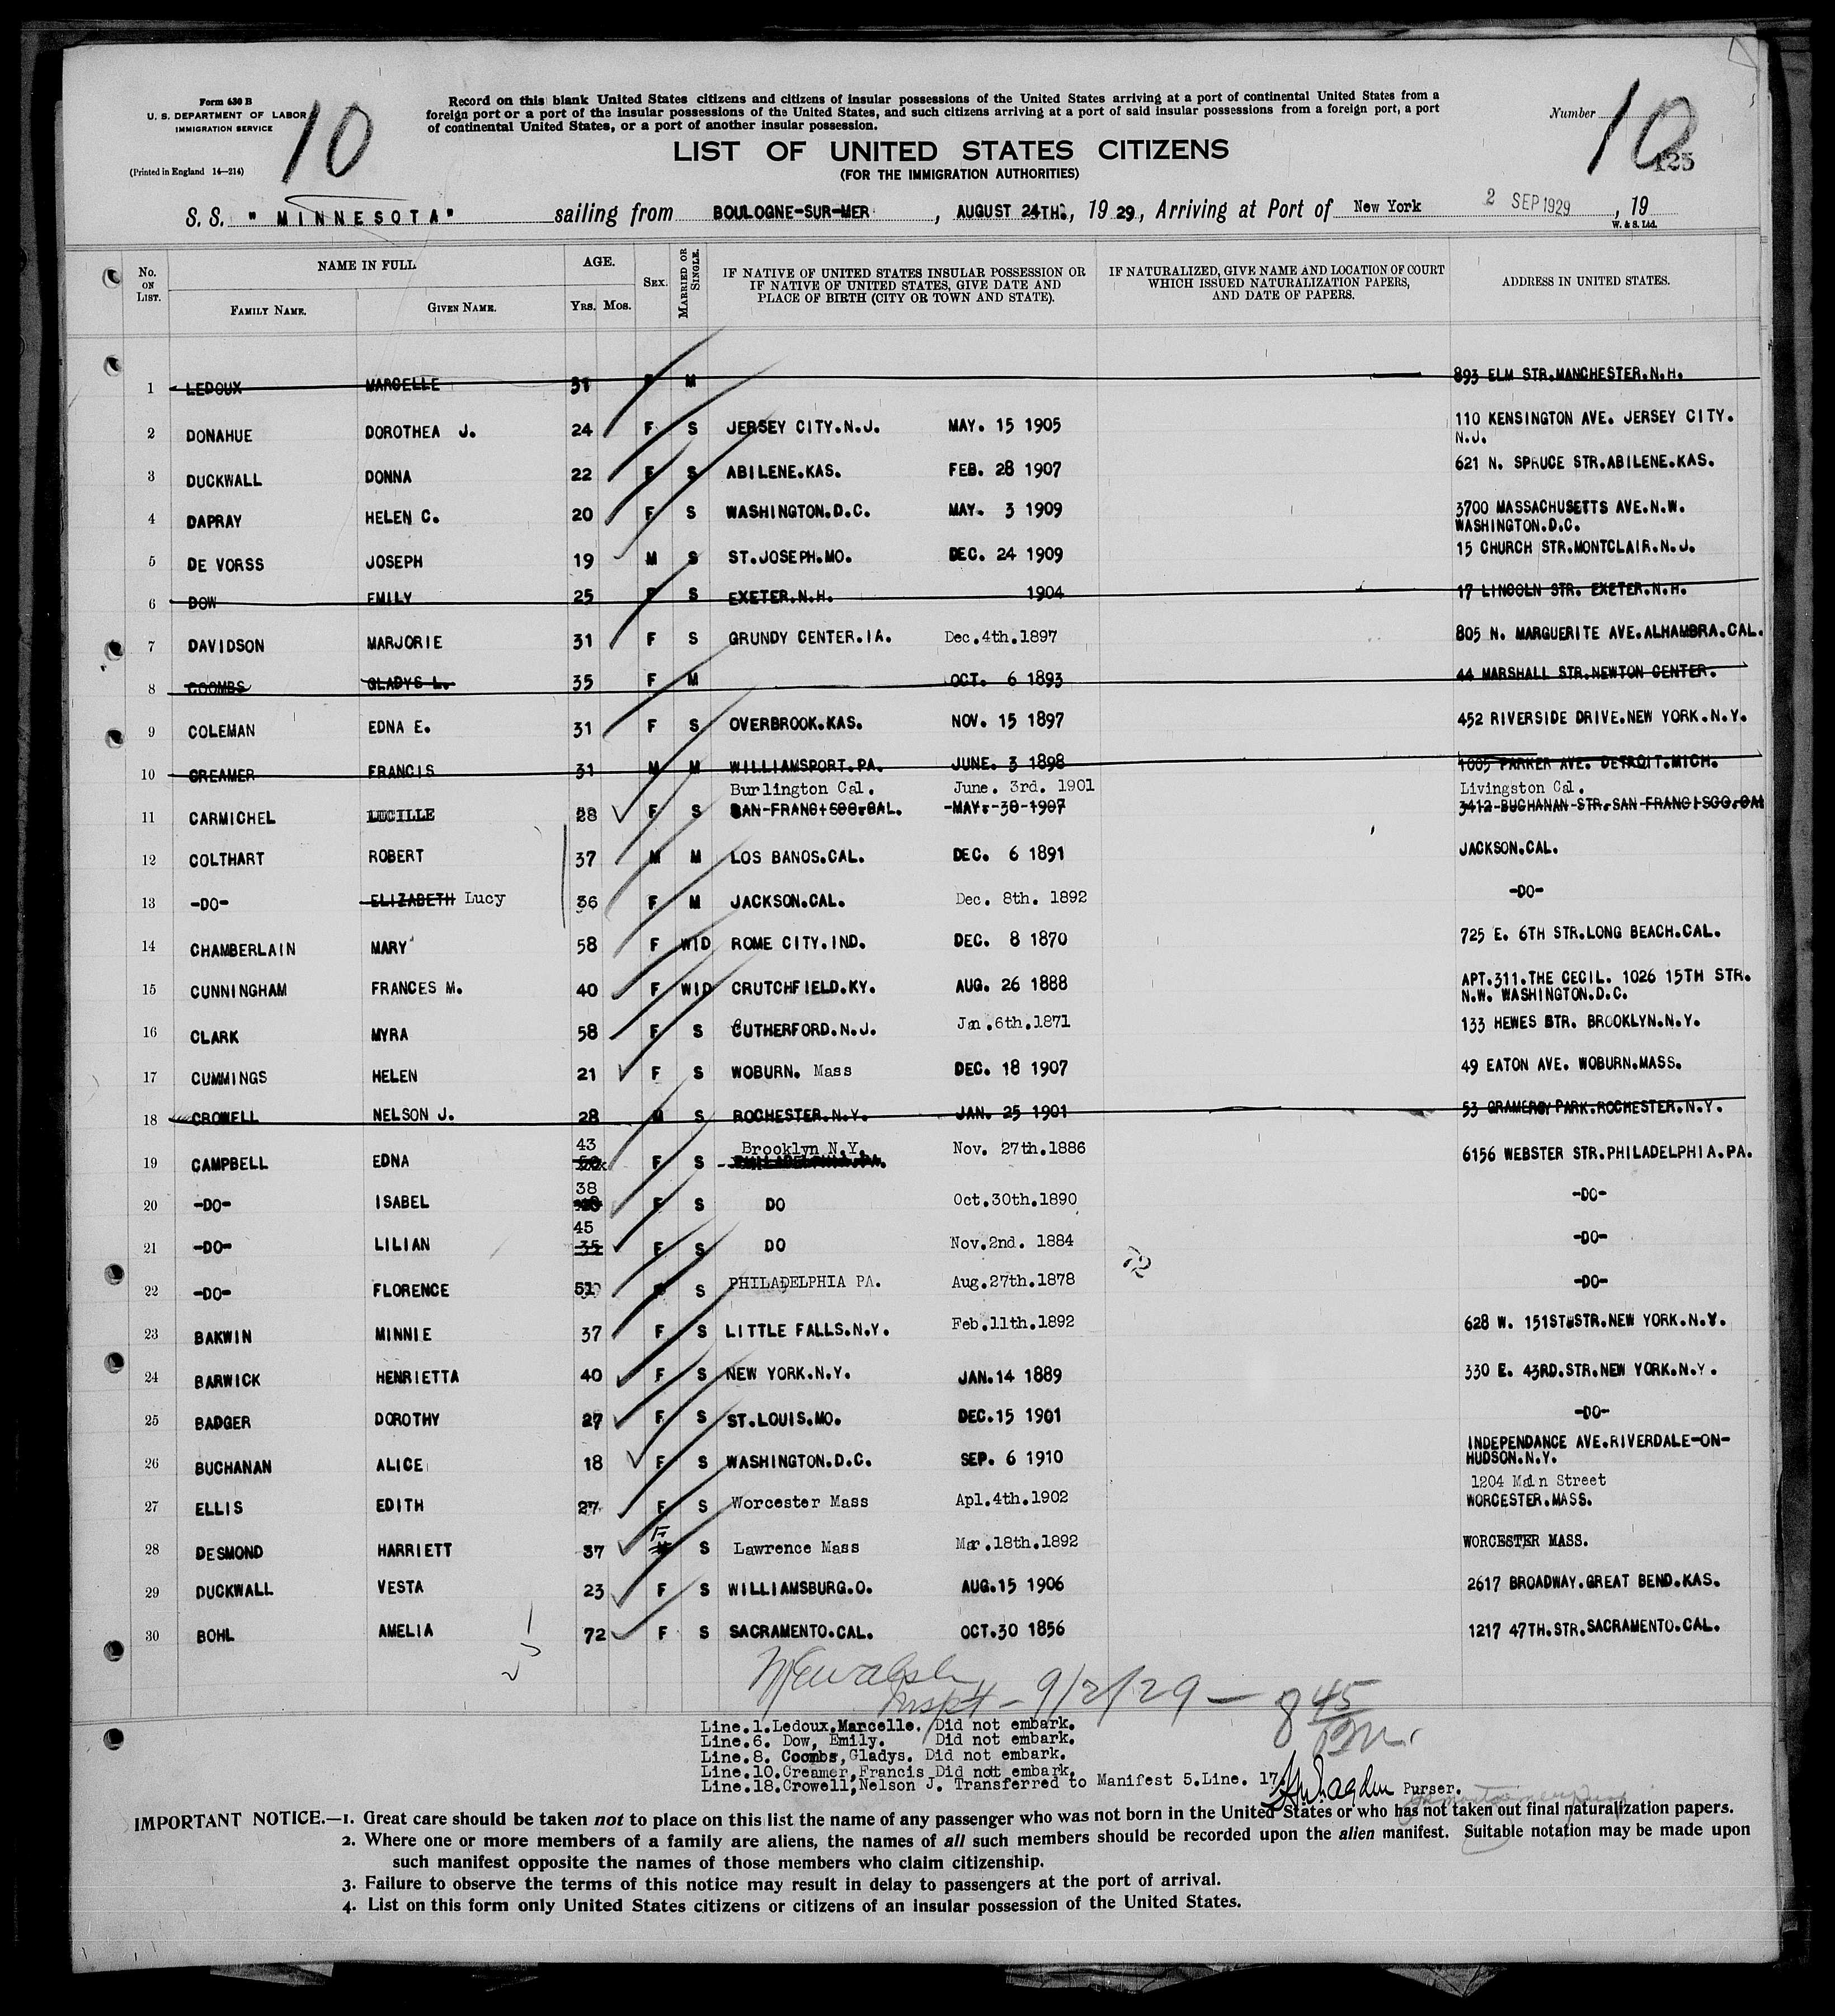 Form 630 B
U. S. DEPARTMENT OF LABOR
IMMIGRATION SERVICE
(Printed in England 14—214)
10
Record on this blank United States citizens and citizens of insular possessions of the United States arriving at a port of continental United States from a
foreign port or a port of the insular possessions of the United States, and such citizens arriving at a port of said insular possessions from a foreign port, a port
of continental United States, or a port of another insular possession.
Number 10
125
LIST OF UNITED STATES CITIZENS
(FOR THE IMMIGRATION AUTHORITIES)
S. S. "MINNESOTA" sailing from BOULOGNE-SUR-MER, AUGUST 24TH., 1929, Arriving at Port of New York 2 SEP 1929, 19
W. & S. Ltd.
No. ON LIST. NAME IN FULL FAMILY NAME. GIVEN NAME. AGE. YRS. MOS. SEX. MARRIED OR SINGLE. IF NATIVE OF UNITED STATES INSULAR POSSESSION OR IF NATIVE OF UNITED STATES, GIVE DATE AND PLACE OF BIRTH (CITY OR TOWN AND STATE). IF NATURALIZED, GIVE NAME AND LOCATION OF COURT WHICH ISSUED NATURALIZATION PAPERS, AND DATE OF PAPERS. ADDRESS IN UNITED STATES.
1 LEDOUX MARCELLE 31 F M 893 ELM STR.MANCHESTER.N.H.
2 DONAHUE DOROTHEA J. 24 F S JERSEY CITY.N.J. MAY. 15 1905 110 KENSINGTON AVE. JERSEY CITY. N.J.
3 DUCKWALL DONNA 22 F S ABILENE.KAS. FEB. 28 1907 621 N. SPRUCE STR.ABILENE.KAS.
4 DAPRAY HELEN C. 20 F S WASHINGTON.D.C. MAY. 3 1909 3700 MASSACHUSETTS AVE.N.W. WASHINGTON.D.C.
5 DE VORSS JOSEPH 19 M S ST.JOSEPH.MO. DEC. 24 1909 15 CHURCH STR.MONTCLAIR.N.J.
6 DOW EMILY 25 F S EXETER.N.H. 1904 17 LINCOLN STR. EXETER.N.H.
7 DAVIDSON MARJORIE 31 F S GRUNDY CENTER.IA. Dec.4th.1897 805 N. MARGUERITE AVE.ALHAMBRA.CAL.
8 COOMBS GLADYS L. 35 F M OCT. 6 1893 44 MARSHALL STR.NEWTON CENTER.
9 COLEMAN EDNA E. 31 F S OVERBROOK.KAS. NOV. 15 1897 452 RIVERSIDE DRIVE.NEW YORK.N.Y.
10 CREAMER FRANCIS 31 M M WILLIAMSPORT.PA. JUNE. 3 1898 1005 PARKER AVE. DETROIT.MICH.
Burlington Cal. June. 3rd. 1901 Livingston Cal.
11 CARMICHEL LUCILLE 28 F S SAN FRANCISCO.CAL. MAY. 30 1907 3412 BUCHANAN STR.SAN FRANCISCO.CAL
12 COLTHART ROBERT 37 M M LOS BANOS.CAL. DEC. 6 1891 JACKSON.CAL.
13 -DO- ELIZABETH Lucy 36 F M JACKSON.CAL. Dec. 8th. 1892 -DO-
14 CHAMBERLAIN MARY 58 F WID ROME CITY.IND. DEC. 8 1870 725 E. 6TH STR.LONG BEACH.CAL.
15 CUNNINGHAM FRANCES M. 40 F WID CRUTCHFIELD.KY. AUG. 26 1888 APT.311.THE CECIL. 1026 15TH STR. N.W. WASHINGTON.D.C.
16 CLARK MYRA 58 F S CUTHERFORD.N.J. Jan.6th.1871 133 HEWES STR. BROOKLYN.N.Y.
17 CUMMINGS HELEN 21 F S WOBURN. Mass DEC. 18 1907 49 EATON AVE. WOBURN.MASS.
18 CROWELL NELSON J. 28 M S ROCHESTER.N.Y. JAN. 25 1901 53 GRAMERCY PARK.ROCHESTER.N.Y.
43 Brooklyn N.Y.
19 CAMPBELL EDNA F S PHILADELPHIA.PA. Nov. 27th.1886 6156 WEBSTER STR.PHILADELPHIA.PA.
38
20 -DO- ISABEL F S DO Oct.30th.1890 -DO-
45
21 -DO- LILIAN 35 F S DO Nov.2nd. 1884 -DO-
72
22 -DO- FLORENCE 51 F S PHILADELPHIA PA. Aug.27th.1878 -DO-
23 BAKWIN MINNIE 37 F S LITTLE FALLS.N.Y. Feb.11th.1892 628 W. 151ST STR.NEW YORK.N.Y.
24 BARWICK HENRIETTA 40 F S NEW YORK.N.Y. JAN.14 1889 330 E. 43RD.STR.NEW YORK.N.Y.
25 BADGER DOROTHY 27 F S ST.LOUIS.MO. DEC.15 1901 -DO-
26 BUCHANAN ALICE 18 F S WASHINGTON.D.C. SEP. 6 1910 INDEPENDANCE AVE.RIVERDALE-ON- HUDSON.N.Y.
1204 Main Street
27 ELLIS EDITH 27 F S Worcester Mass Apl.4th.1902 WORCESTER.MASS.
28 DESMOND HARRIETT 37 F S Lawrence Mass Mar.18th.1892 WORCESTER MASS.
29 DUCKWALL VESTA 23 F S WILLIAMSBURG.O. AUG.15 1906 2617 BROADWAY.GREAT BEND.KAS.
30 BOHL AMELIA 72 F S SACRAMENTO.CAL. OCT.30 1856 1217 47TH.STR.SACRAMENTO.CAL.
Inspt - 9/2/29 - 8 45
Line.1.Ledoux.Marcelle. Did not embark.
Line.6. Dow, Emily. Did not embark.
Line.8. Coombs,Gladys. Did not embark.
Line.10.Creamer,Francis Did nott embark.
Line.18.Crowell,Nelson J. Transferred to Manifest 5.Line. 17. Purser.
IMPORTANT NOTICE.—1. Great care should be taken not to place on this list the name of any passenger who was not born in the United States or who has not taken out final naturalization papers.
2. Where one or more members of a family are aliens, the names of all such members should be recorded upon the alien manifest. Suitable notation may be made upon
such manifest opposite the names of those members who claim citizenship.
3. Failure to observe the terms of this notice may result in delay to passengers at the port of arrival.
4. List on this form only United States citizens or citizens of an insular possession of the United States.